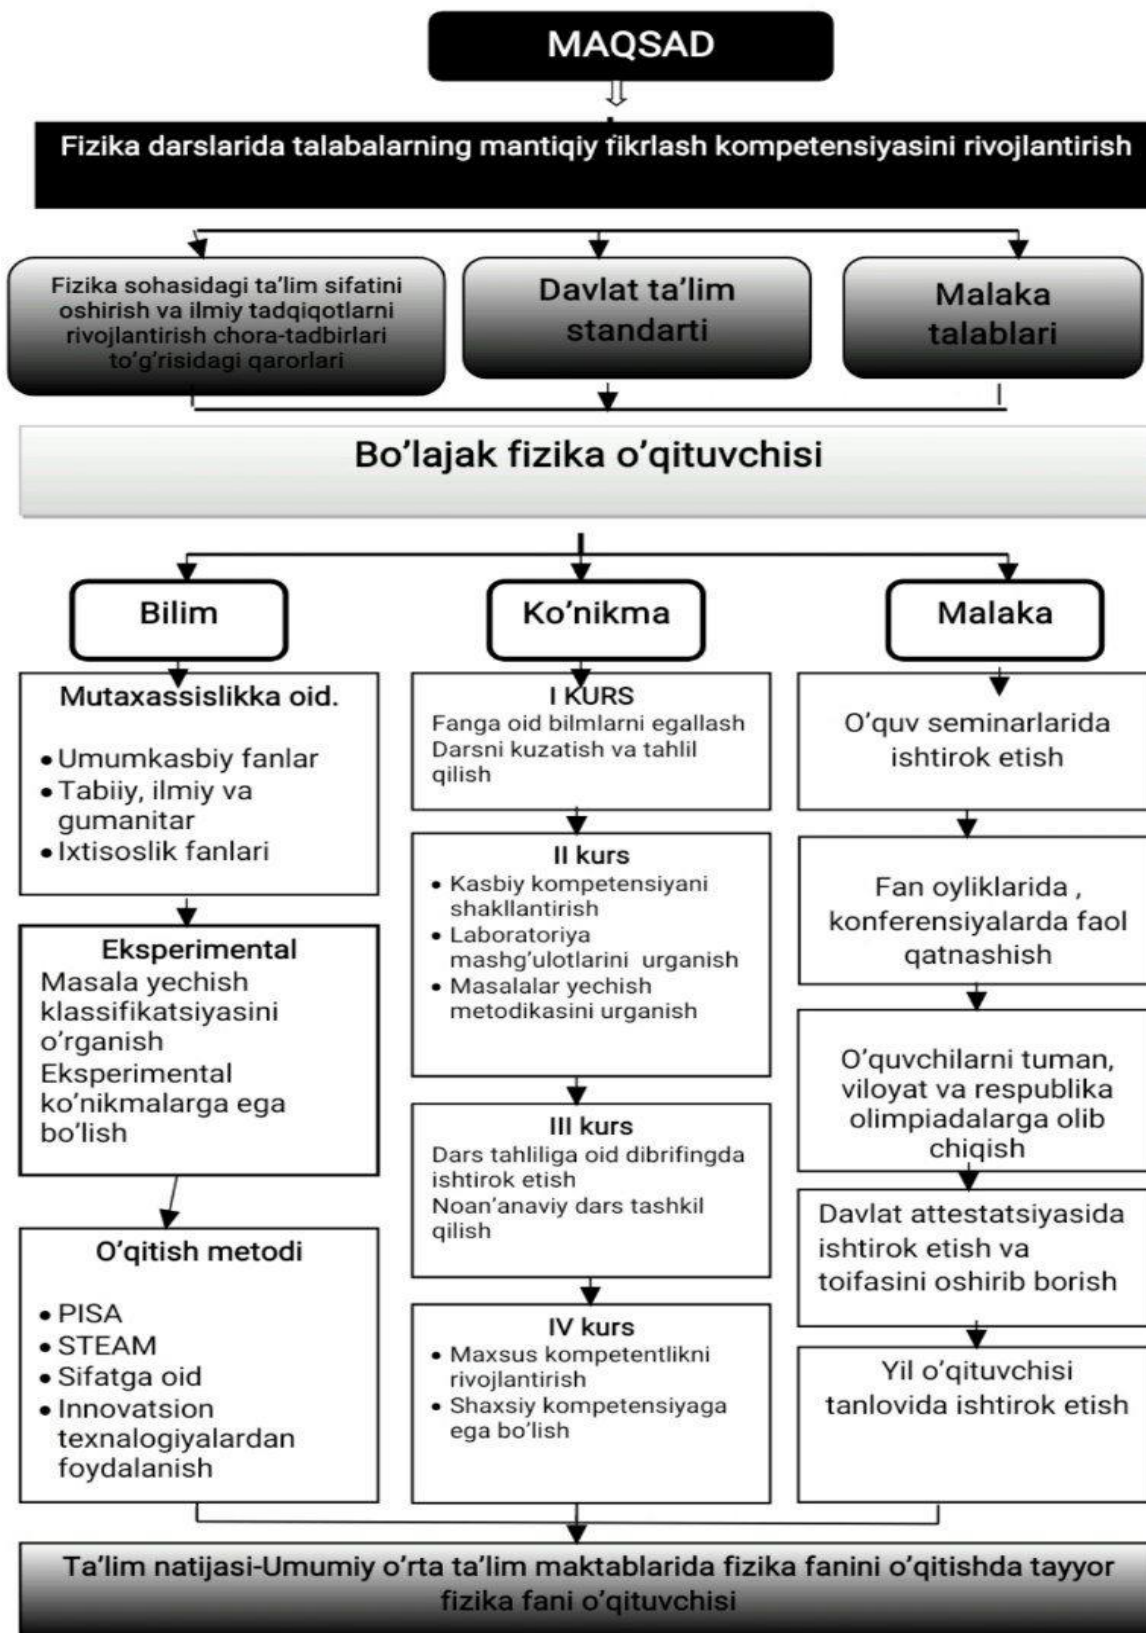 MAQSAD
Fizika darslarida talabalarning mantiqiy fikrlash kompetensiyasini rivojlantirish
Fizika sohasidagi ta'lim sifatini
oshirish va ilmiy tadqiqotlarni
rivojlantirish chora-tadbirlari
to'g'risidagi qarorlari
Davlat ta'lim
standarti
Malaka
talablari
Bo'lajak fizika o'qituvchisi
Bilim
Mutaxassislikka oid.
• Umumkasbiy fanlar
• Tabiiy, ilmiy va
gumanitar
• Ixtisoslik fanlari
Eksperimental
Masala yechish
klassifikatsiyasini
o'rganish
Eksperimental
ko'nikmalarga ega
bo'lish
O'qitish metodi
• PISA
• STEAM
• Sifatga oid
• Innovatsion
texnalogiyalardan
foydalanish
Ko'nikma
I KURS
Fanga oid bilmlarni egallash
Darsni kuzatish va tahlil
qilish
II kurs
• Kasbiy kompetensiyani
shakllantirish
• Laboratoriya
mashg'ulotlarini urganish
• Masalalar yechish
metodikasini urganish
III kurs
Dars tahliliga oid dibrifingda
ishtirok etish
Noan'anaviy dars tashkil
qilish
IV kurs
• Maxsus kompetentlikni
rivojlantirish
• Shaxsiy kompetensiyaga
ega bo'lish
Malaka
O'quv seminarlarida
ishtirok etish
Fan oyliklarida ,
konferensiyalarda faol
qatnashish
O'quvchilarni tuman,
viloyat va respublika
olimpiadalarga olib
chiqish
Davlat attestatsiyasida
ishtirok etish va
toifasini oshirib borish
Yil o'qituvchisi
tanlovida ishtirok etish
Ta'lim natijasi-Umumiy o'rta ta'lim maktablarida fizika fanini o'qitishda tayyor
fizika fani o'qituvchisi